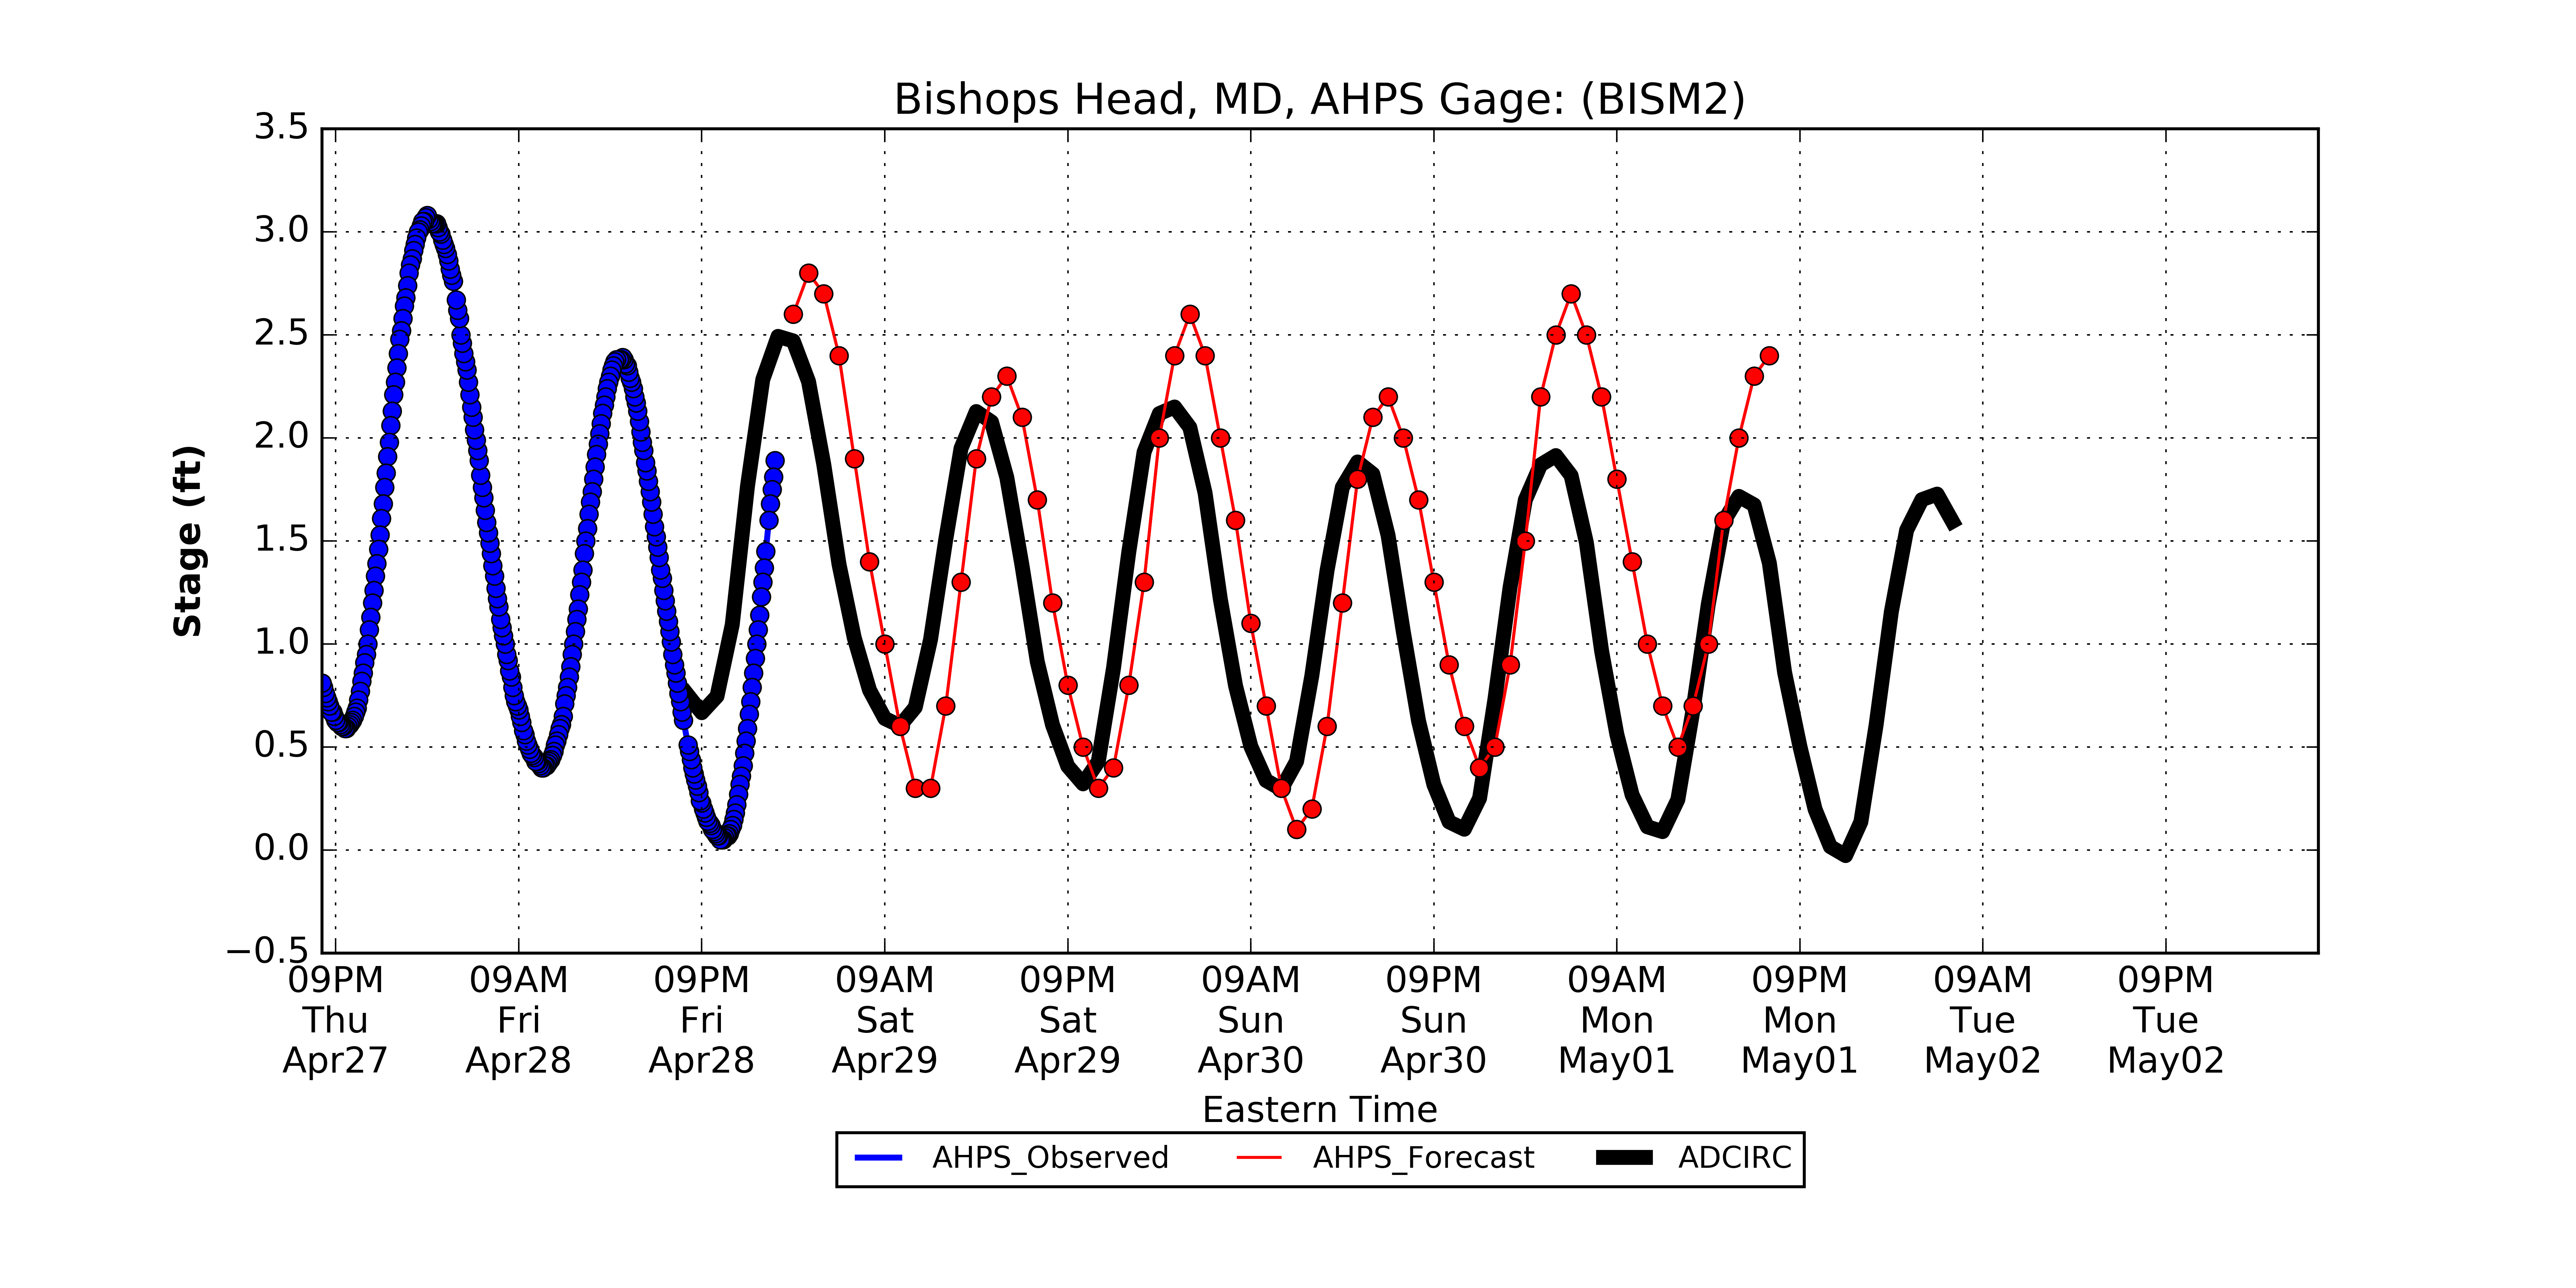 Bishops Head, MD, AHPS Gage: (BISM2)
3.5
3.0
2.5
2.0
1.5
1.0
0.5
0.0
−0.5
Stage (ft)
09PM 09AM 09PM 09AM 09PM 09AM 09PM 09AM 09PM 09AM 09PM
Thu Fri Fri Sat Sat Sun Sun Mon Mon Tue Tue
Apr27 Apr28 Apr28 Apr29 Apr29 Apr30 Apr30 May01 May01 May02 May02
Eastern Time
AHPS_Observed AHPS_Forecast ADCIRC